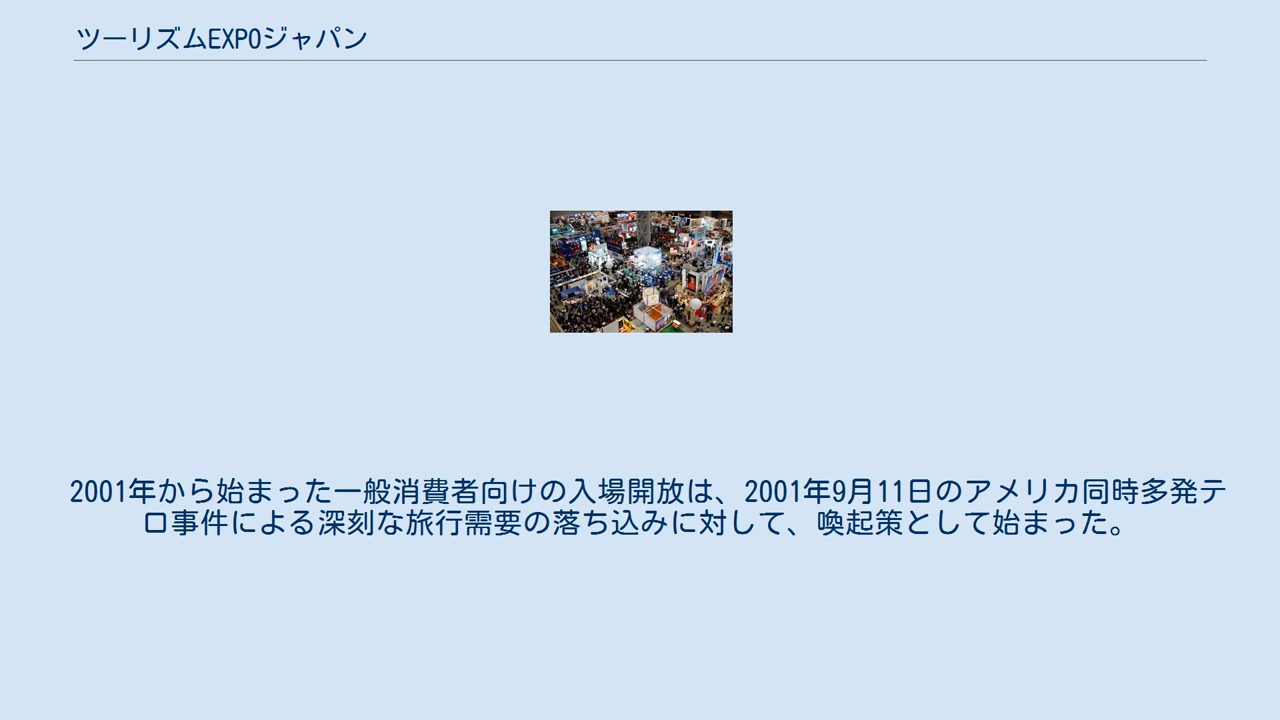 ツーリズムEXPOジャパン
2001年から始まった一般消費者向けの入場開放は、2001年9月11日のアメリカ同時多発テ
ロ事件による深刻な旅行需要の落ち込みに対して、喚起策として始まった。